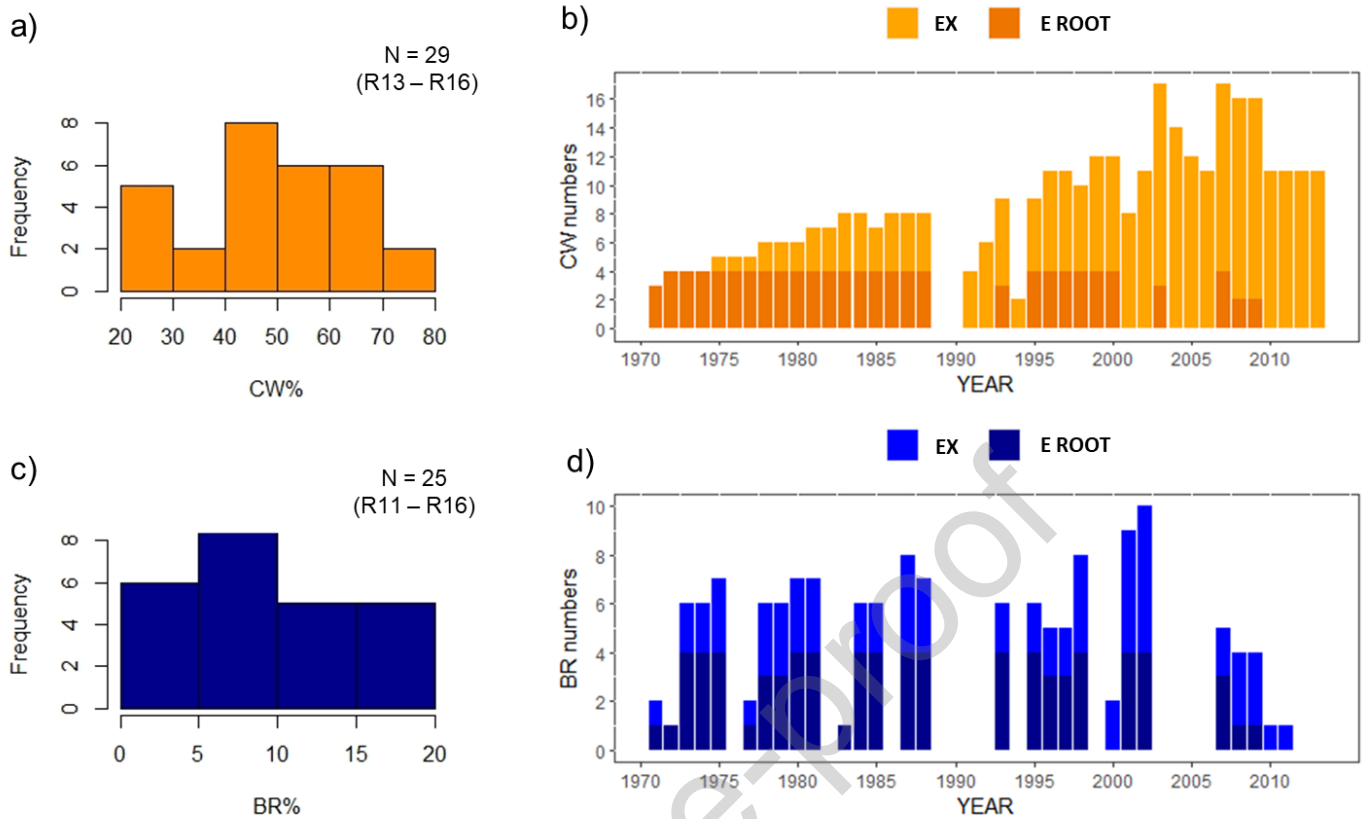 a)
N = 29
(R13 – R16)
8
6
4
2
0
Frequency
20 30 40 50 60 70 80
CW%
b)
EX E ROOT
16
14
12
10
8
6
4
2
0
CW numbers
1970 1975 1980 1985 1990 1995 2000 2005 2010
YEAR
c)
N = 25
(R11 – R16)
8
6
4
2
0
Frequency
0 5 10 15 20
BR%
d)
EX E ROOT
10
8
6
4
2
0
BR numbers
1970 1975 1980 1985 1990 1995 2000 2005 2010
YEAR
e-proof